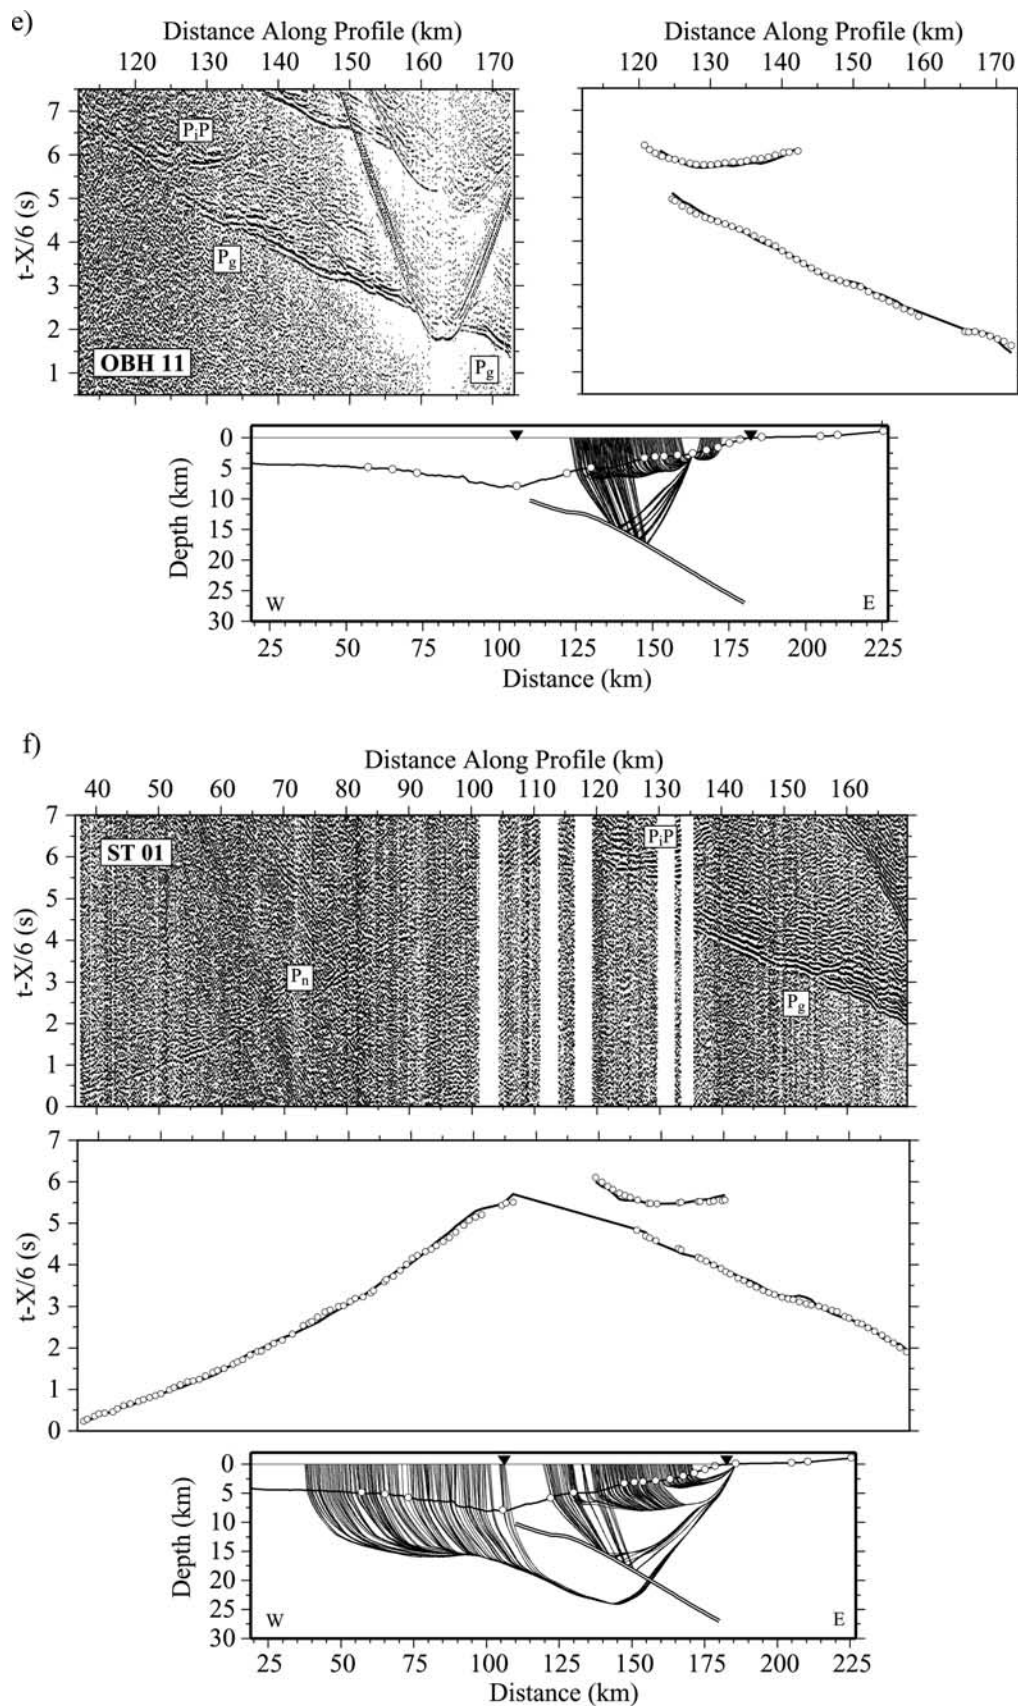 e)
Distance Along Profile (km)
120 130 140 150 160 170
7
6
5
4
3
2
1
t-X/6 (s)
PiP
Pg
OBH 11
Pg
Distance Along Profile (km)
120 130 140 150 160 170
0
5
10
15
20
25
30
Depth (km)
W
E
25 50 75 100 125 150 175 200 225
Distance (km)
f)
Distance Along Profile (km)
40 50 60 70 80 90 100 110 120 130 140 150 160
7
6
5
4
3
2
1
0
t-X/6 (s)
ST 01
PiP
Pn
Pg
7
6
5
4
3
2
1
0
t-X/6 (s)
0
5
10
15
20
25
30
Depth (km)
W
E
25 50 75 100 125 150 175 200 225
Distance (km)